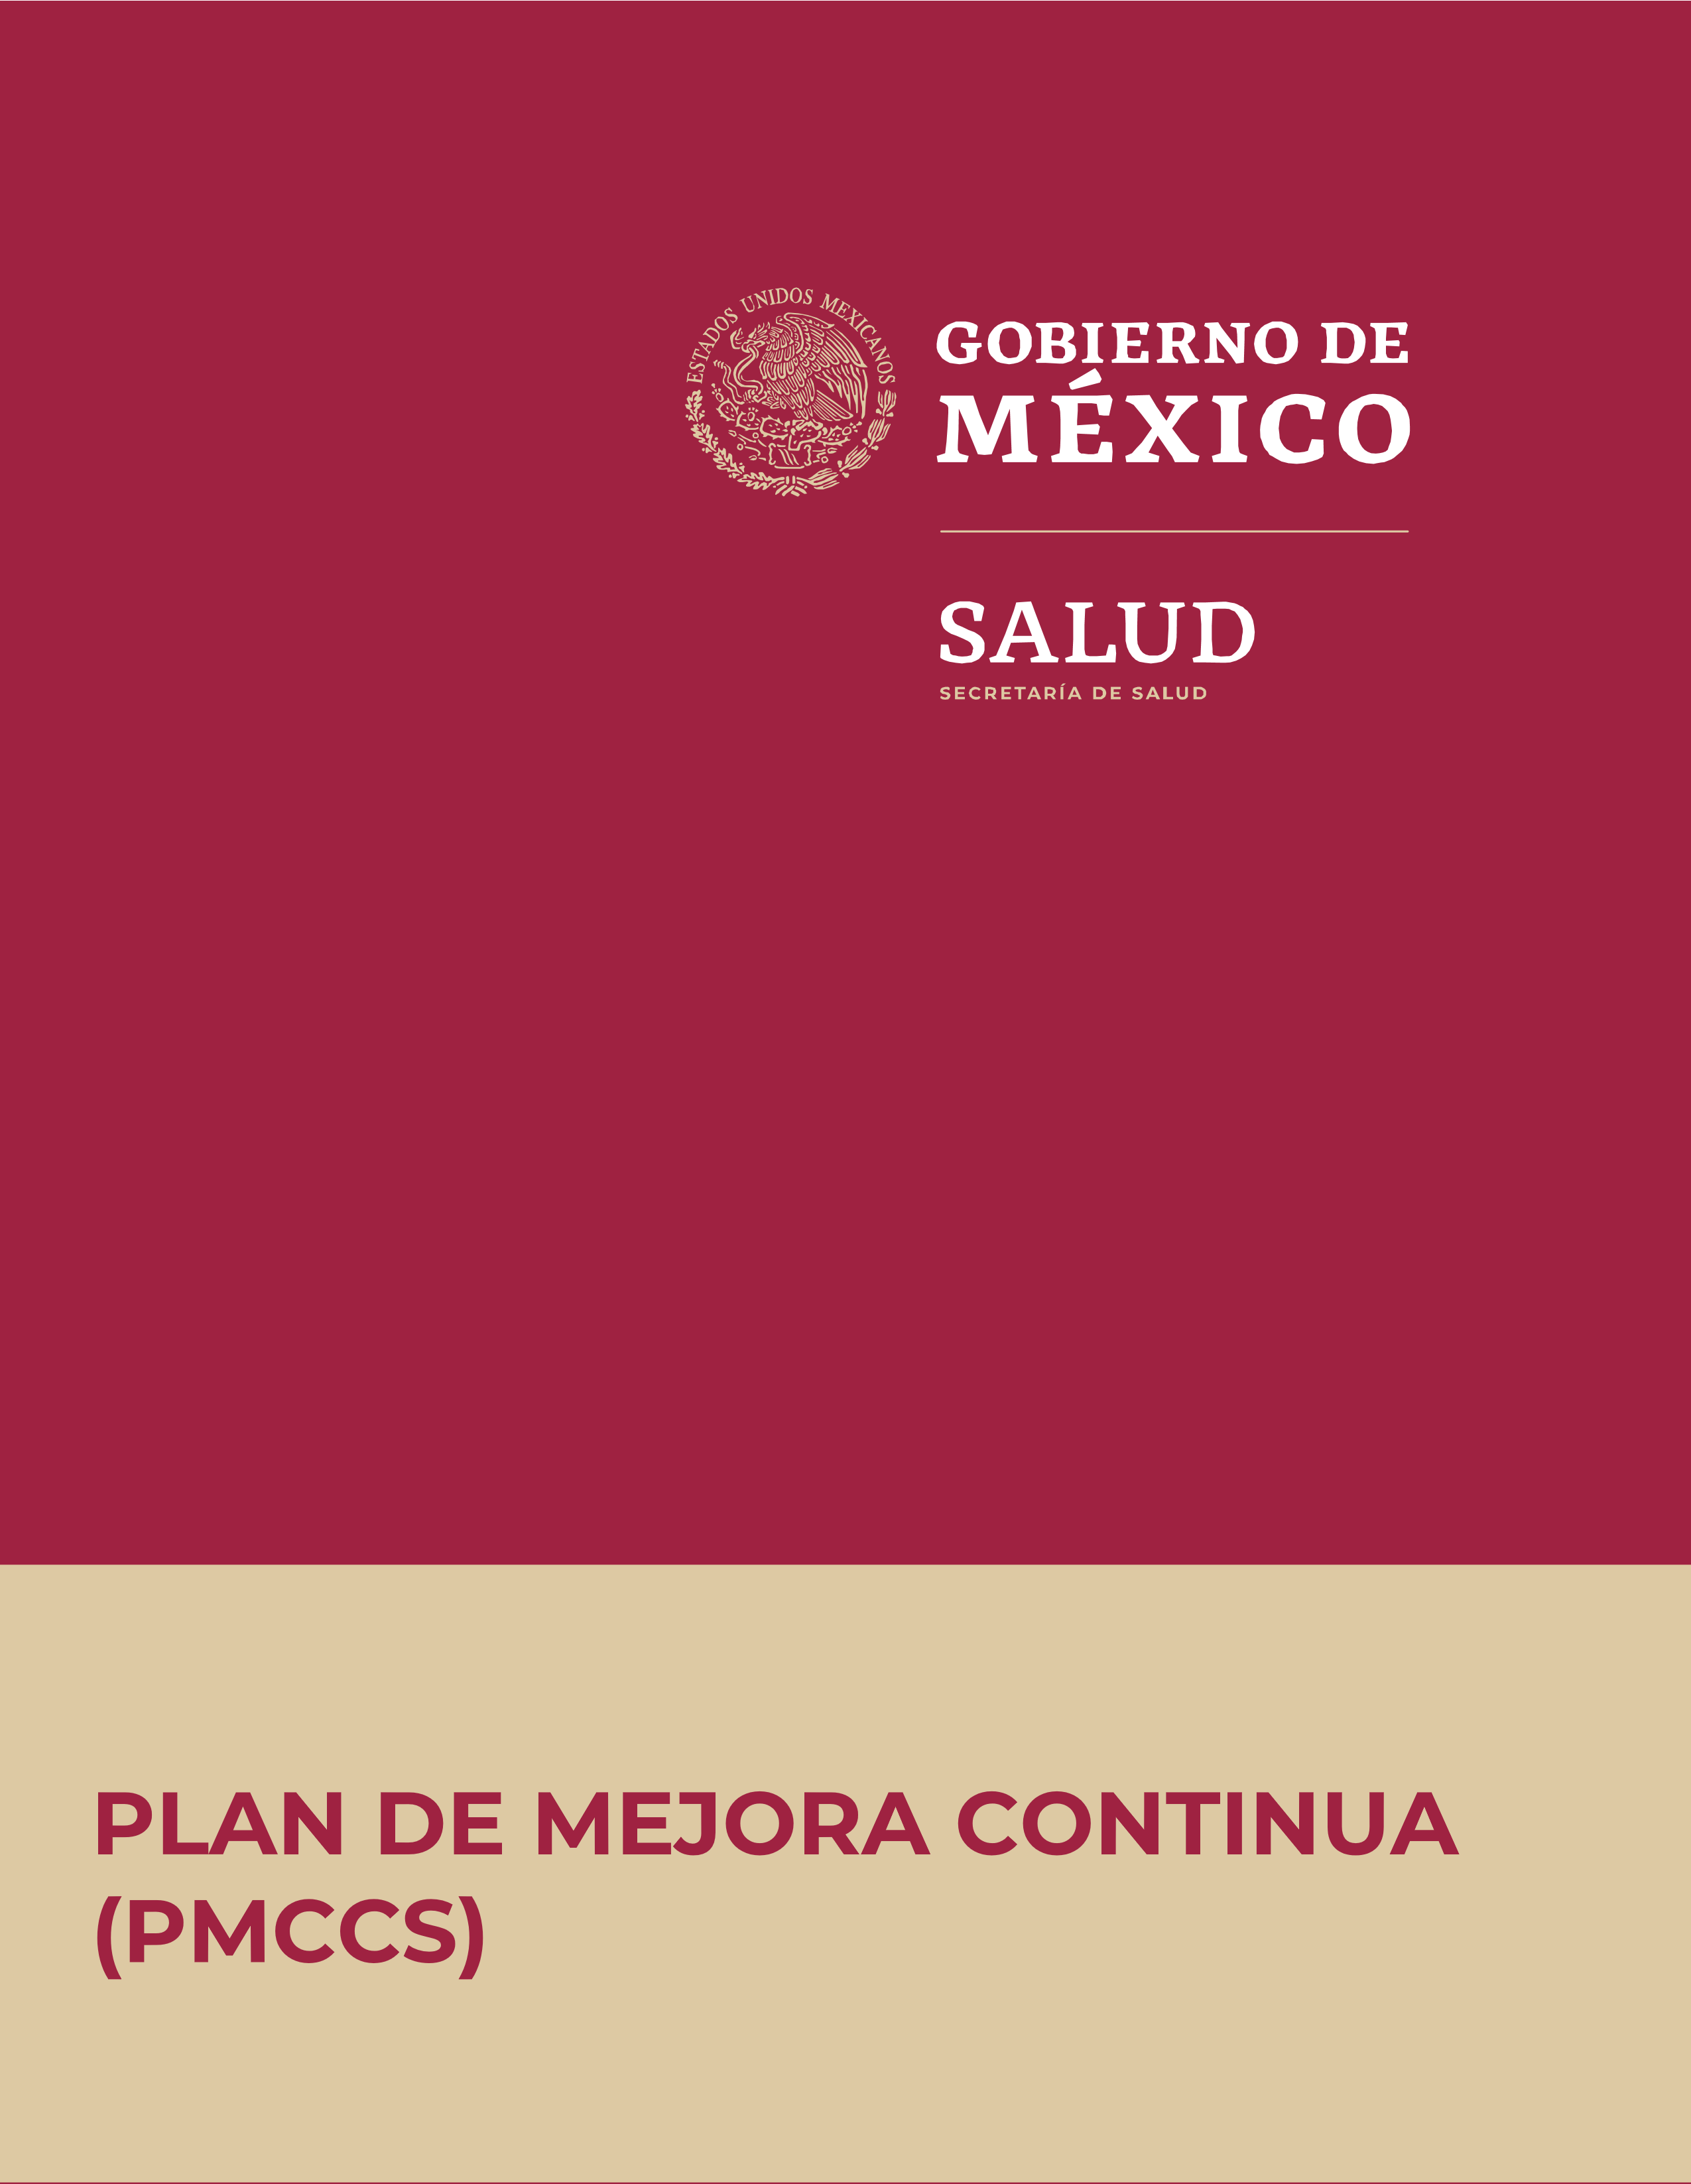 ESTADOS UNIDOS MEXICANOS
GOBIERNO DE
MÉXICO
SALUD
SECRETARÍA DE SALUD
PLAN DE MEJORA CONTINUA
(PMCCS)